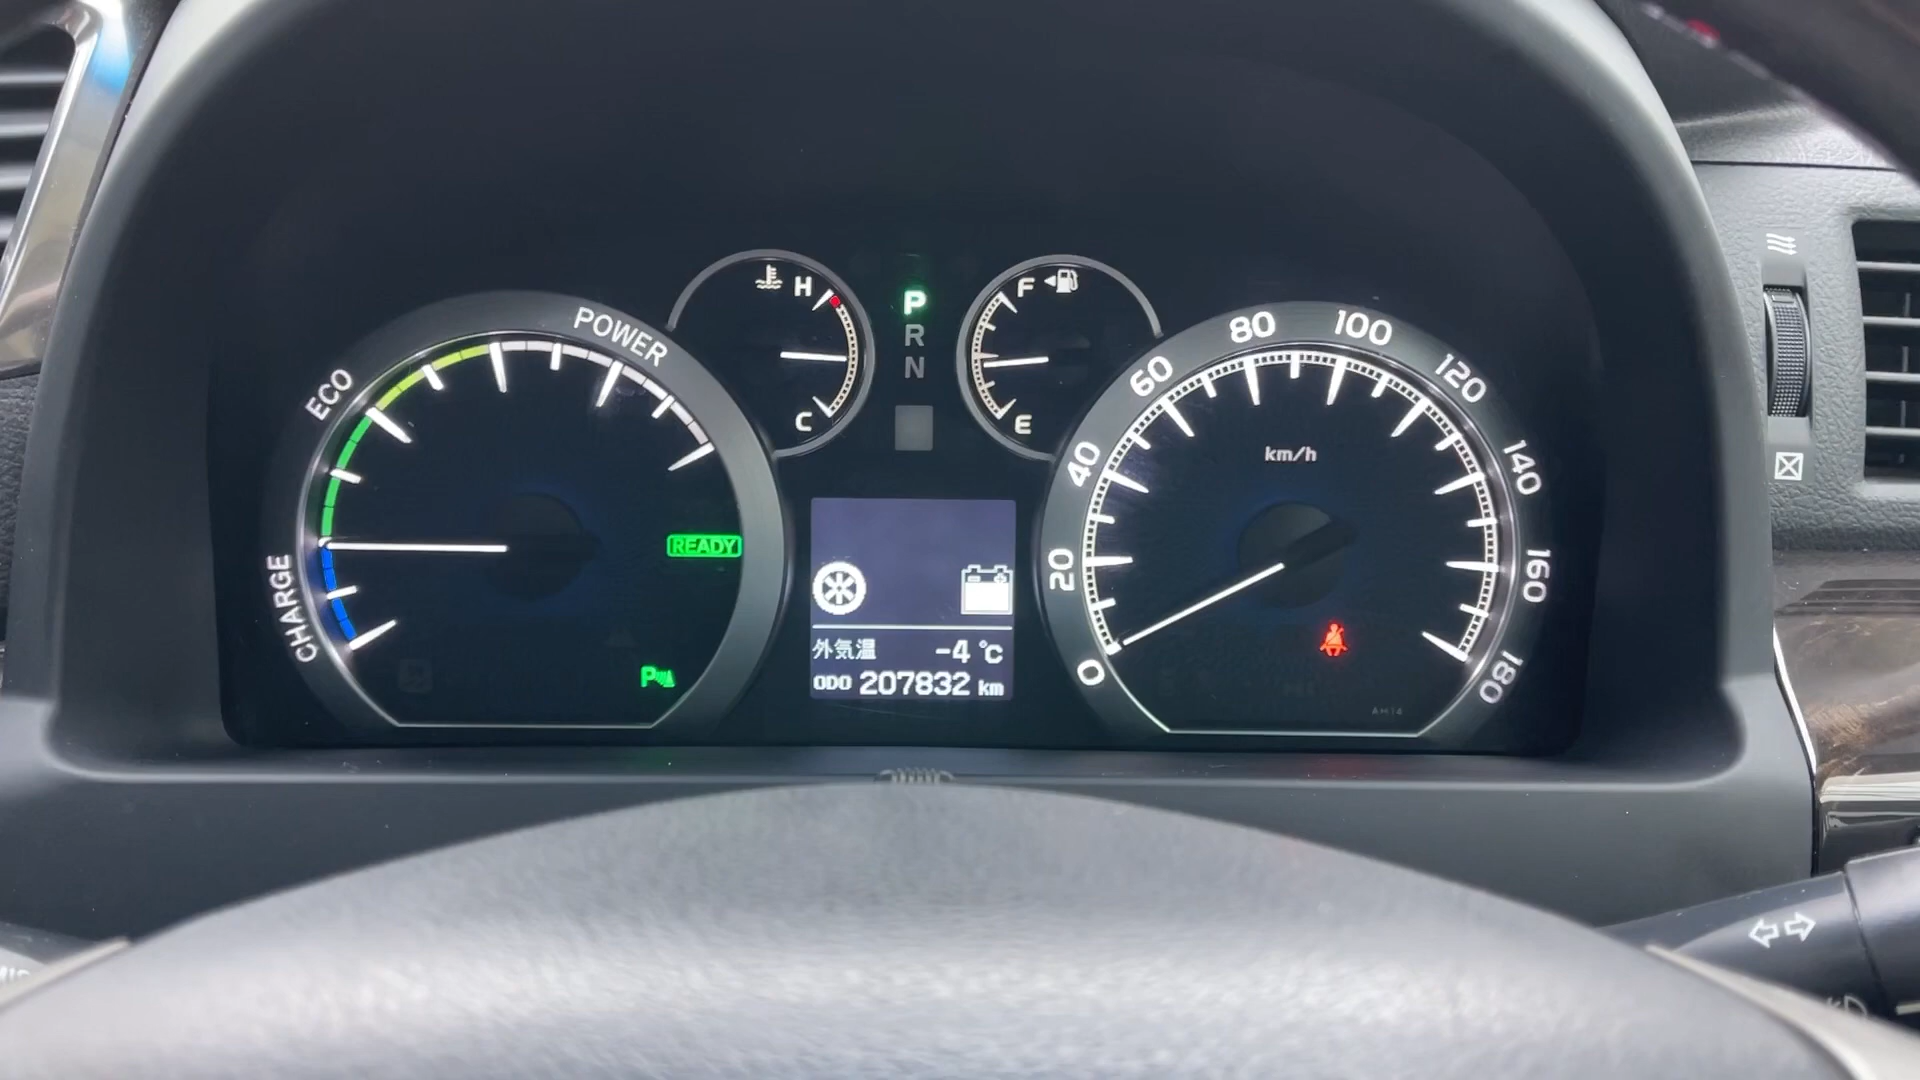 H
C
P
R
N
F
E
CHARGE
ECO
POWER
READY
P
外気温 -4 ℃
ODO 207832 km
0
20
40
60
80
100
120
140
160
180
km/h